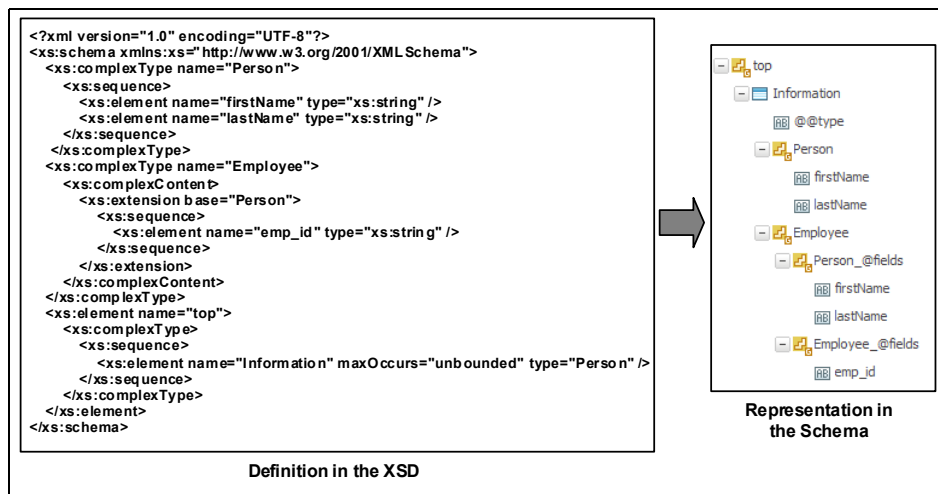 <?xml version="1.0" encoding="UTF-8"?>
<xs:schema xmlns:xs="http://www.w3.org/2001/XMLSchema">
<xs:complexType name="Person">
<xs:sequence>
<xs:element name="firstName" type="xs:string" />
<xs:element name="lastName" type="xs:string" />
</xs:sequence>
</xs:complexType>
<xs:complexType name="Employee">
<xs:complexContent>
<xs:extension base="Person">
<xs:sequence>
<xs:element name="emp_id" type="xs:string" />
</xs:sequence>
</xs:extension>
</xs:complexContent>
</xs:complexType>
<xs:element name="top">
<xs:complexType>
<xs:sequence>
<xs:element name="Information" maxOccurs="unbounded" type="Person" />
</xs:sequence>
</xs:complexType>
</xs:element>
</xs:schema>
Definition in the XSD
top
Information
AB @@type
Person
AB firstName
AB lastName
Employee
Person_@fields
AB firstName
AB lastName
Employee_@fields
AB emp_id
Representation in
the Schema